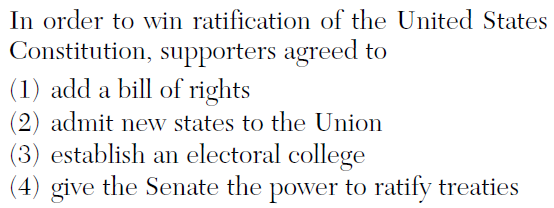 In order to win ratification of the United States
Constitution, supporters agreed to
(1) add a bill of rights
(2) admit new states to the Union
(3) establish an electoral college
(4) give the Senate the power to ratify treaties